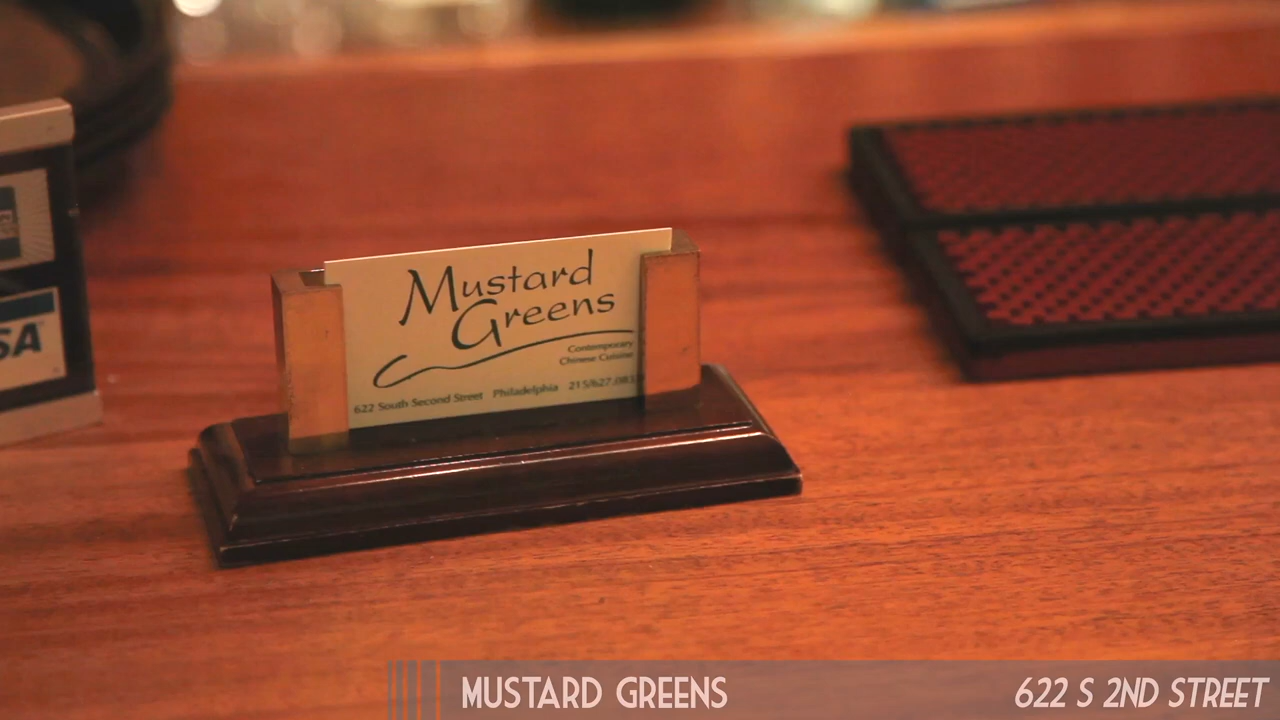 Mustard
Greens
Contemporary
Chinese Cuisine
622 South Second Street Philadelphia
MUSTARD GREENS
622 S 2ND STREET